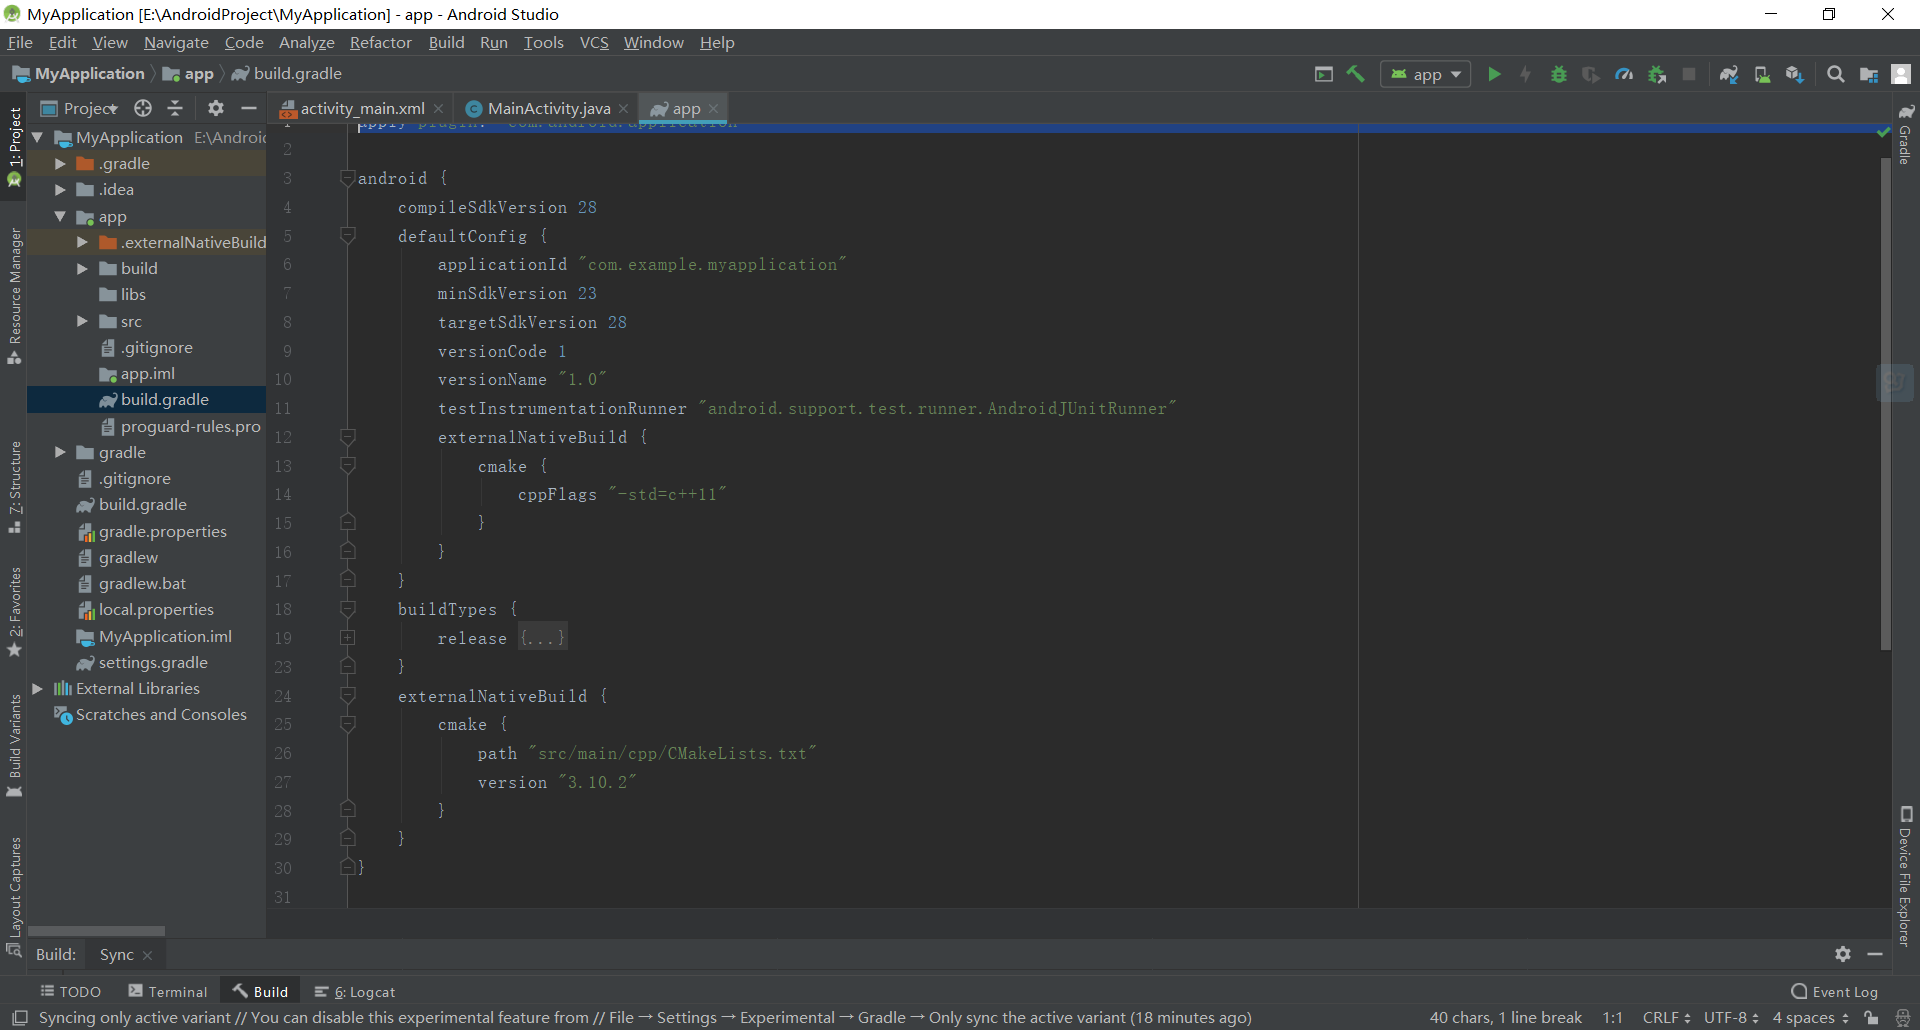 MyApplication [E:\AndroidProject\MyApplication] - app - Android Studio
File Edit View Navigate Code Analyze Refactor Build Run Tools VCS Window Help
MyApplication app build.gradle
app
Project
activity_main.xml
MainActivity.java
app
MyApplication E:\Android
.gradle
.idea
app
.externalNativeBuild
build
libs
src
.gitignore
app.iml
build.gradle
proguard-rules.pro
gradle
.gitignore
build.gradle
gradle.properties
gradlew
gradlew.bat
local.properties
MyApplication.iml
settings.gradle
External Libraries
Scratches and Consoles
1: Project
Resource Manager
7: Structure
2: Favorites
Build Variants
Layout Captures
1 apply plugin: 'com.android.application'
2
3 android {
4 compileSdkVersion 28
5 defaultConfig {
6 applicationId "com.example.myapplication"
7 minSdkVersion 23
8 targetSdkVersion 28
9 versionCode 1
10 versionName "1.0"
11 testInstrumentationRunner "android.support.test.runner.AndroidJUnitRunner"
12 externalNativeBuild {
13 cmake {
14 cppFlags "-std=c++11"
15 }
16 }
17 }
18 buildTypes {
19 release {...}
23 }
24 externalNativeBuild {
25 cmake {
26 path "src/main/cpp/CMakeLists.txt"
27 version "3.10.2"
28 }
29 }
30 }
31
Gradle
Device File Explorer
Build: Sync
TODO Terminal Build 6: Logcat Event Log
Syncing only active variant // You can disable this experimental feature from // File → Settings → Experimental → Gradle → Only sync the active variant (18 minutes ago) 40 chars, 1 line break 1:1 CRLF UTF-8 4 spaces